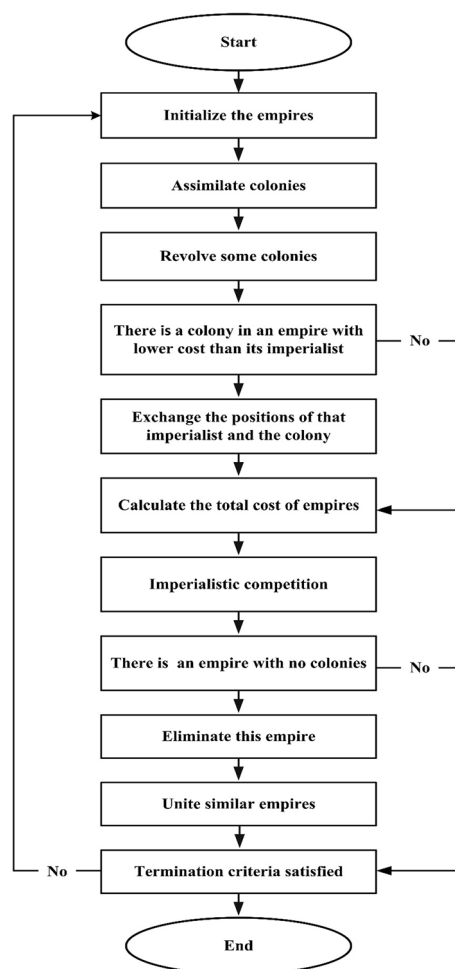 Start
Initialize the empires
Assimilate colonies
Revolve some colonies
There is a colony in an empire with
lower cost than its imperialist
No
Exchange the positions of that
imperialist and the colony
Calculate the total cost of empires
Imperialistic competition
There is an empire with no colonies
No
Eliminate this empire
Unite similar empires
No
Termination criteria satisfied
End